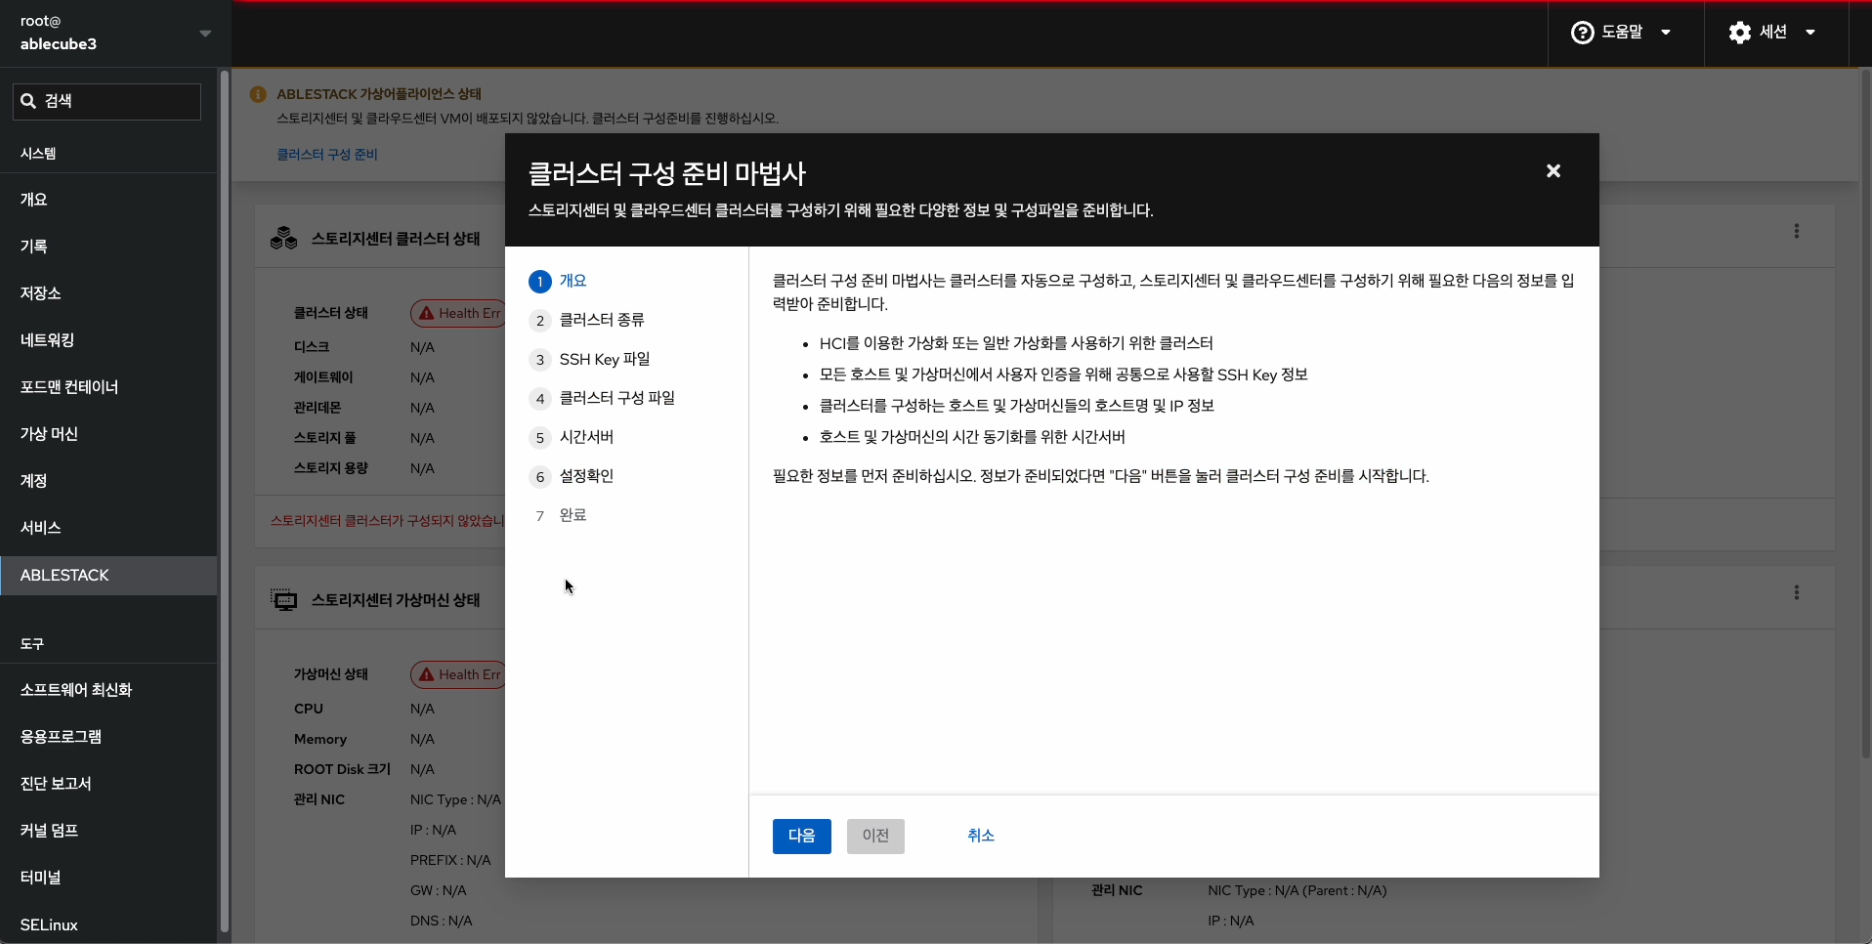 root@
ablecube3
도움말
세션
검색
시스템
개요
기록
저장소
네트워킹
포드맨 컨테이너
가상 머신
계정
서비스
ABLESTACK
도구
소프트웨어 최신화
응용프로그램
진단 보고서
커널 덤프
터미널
SELinux
ABLESTACK 가상어플라이언스 상태
스토리지센터 및 클라우드센터 VM이 배포되지 않았습니다. 클러스터 구성준비를 진행하십시오.
클러스터 구성 준비
스토리지센터 클러스터 상태
클러스터 상태 Health Err
디스크 N/A
게이트웨이 N/A
관리데몬 N/A
스토리지 풀 N/A
스토리지 용량 N/A
스토리지센터 클러스터가 구성되지 않았습니
스토리지센터 가상머신 상태
가상머신 상태 Health Err
CPU N/A
Memory N/A
ROOT Disk 크기 N/A
관리 NIC NIC Type : N/A
IP : N/A
PREFIX : N/A
GW : N/A
DNS : N/A
클러스터 구성 준비 마법사
스토리지센터 및 클라우드센터 클러스터를 구성하기 위해 필요한 다양한 정보 및 구성파일을 준비합니다.
1 개요
2 클러스터 종류
3 SSH Key 파일
4 클러스터 구성 파일
5 시간서버
6 설정확인
7 완료
클러스터 구성 준비 마법사는 클러스터를 자동으로 구성하고, 스토리지센터 및 클라우드센터를 구성하기 위해 필요한 다음의 정보를 입
력받아 준비합니다.
• HCI를 이용한 가상화 또는 일반 가상화를 사용하기 위한 클러스터
• 모든 호스트 및 가상머신에서 사용자 인증을 위해 공통으로 사용할 SSH Key 정보
• 클러스터를 구성하는 호스트 및 가상머신들의 호스트명 및 IP 정보
• 호스트 및 가상머신의 시간 동기화를 위한 시간서버
필요한 정보를 먼저 준비하십시오. 정보가 준비되었다면 "다음" 버튼을 눌러 클러스터 구성 준비를 시작합니다.
다음
이전
취소
관리 NIC NIC Type : N/A (Parent : N/A)
IP : N/A